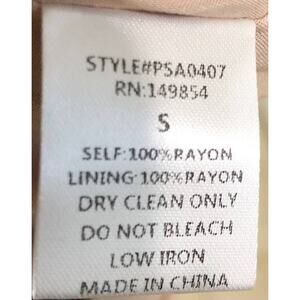 STYLE#PSA0407
RN:149854
S
SELF:100%RAYON
LINING:100%RAYON
DRY CLEAN ONLY
DO NOT BLEACH
LOW IRON
MADE IN CHINA